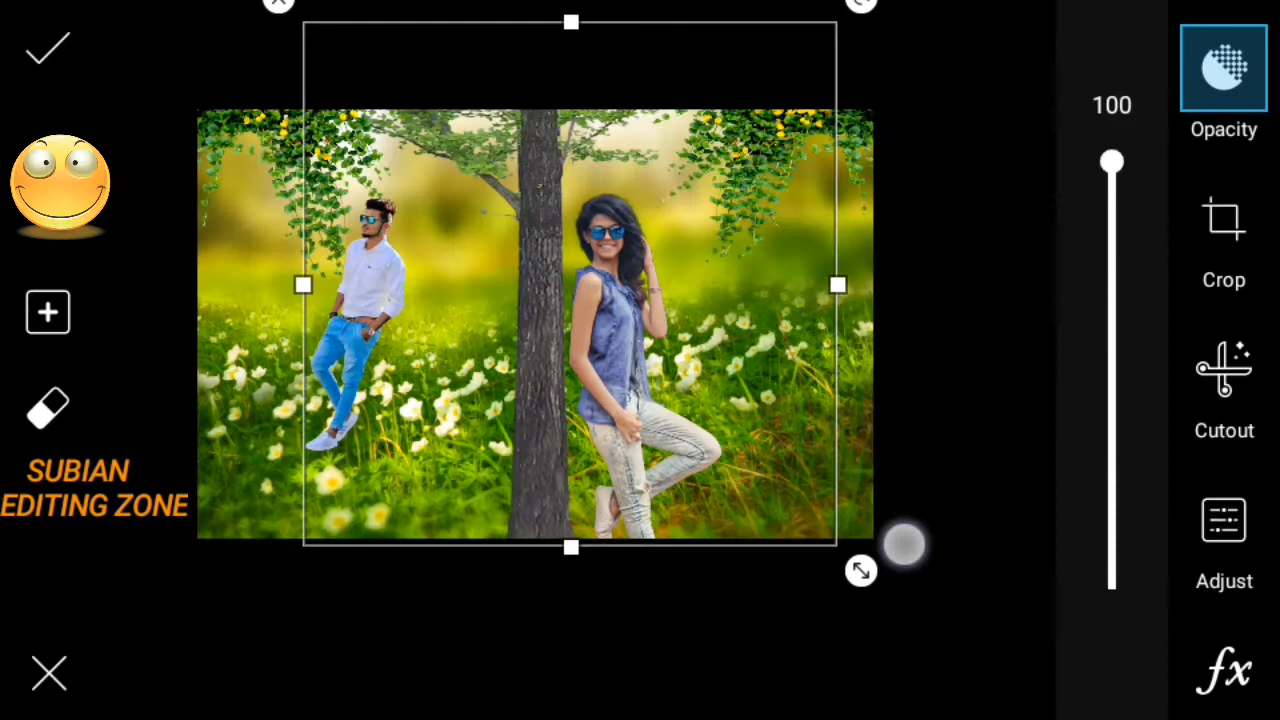 100
Opacity
Crop
Cutout
SUBIAN
EDITING ZONE
Adjust
fx